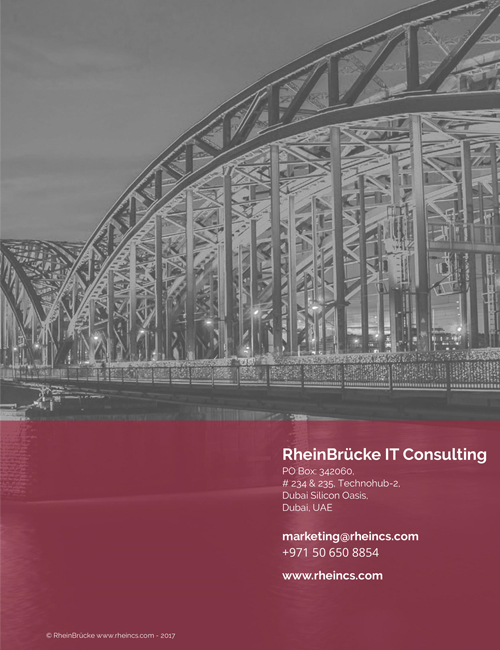 RheinBrücke IT Consulting
PO Box: 342060,
# 234 & 235, Technohub-2,
Dubai Silicon Oasis,
Dubai, UAE
marketing@rheincs.com
+971 50 650 8854
www.rheincs.com
© RheinBrücke www.rheincs.com - 2017